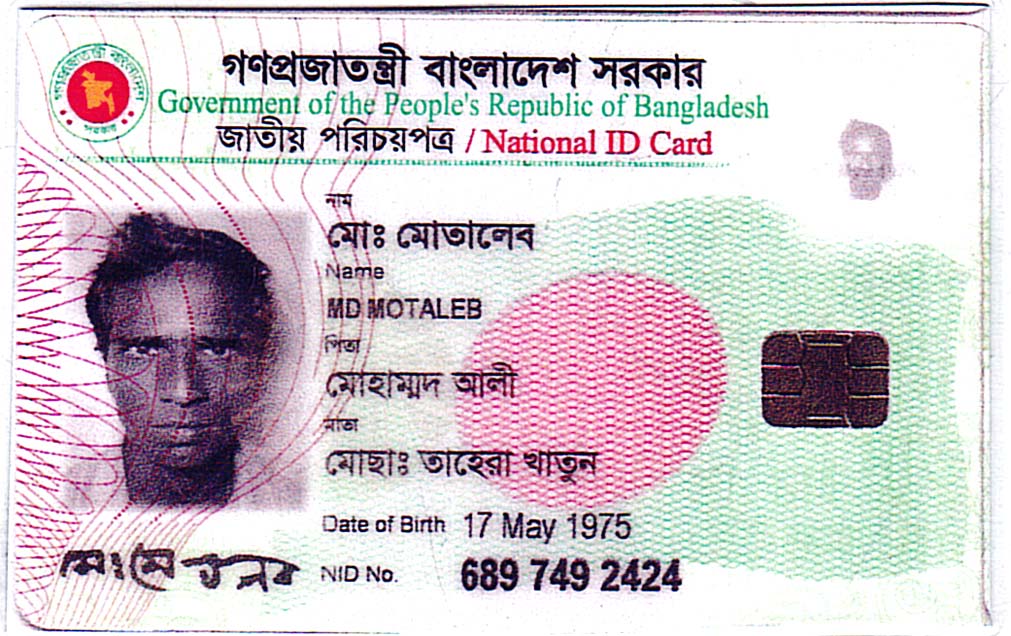 গণপ্রজাতন্ত্রী বাংলাদেশ সরকার
Government of the People's Republic of Bangladesh
জাতীয় পরিচয়পত্র / National ID Card
নাম
মোঃ মোতালেব
Name
MD MOTALEB
পিতা
মোহাম্মদ আলী
মাতা
মোছাঃ তাহেরা খাতুন
Date of Birth 17 May 1975
NID No. 689 749 2424